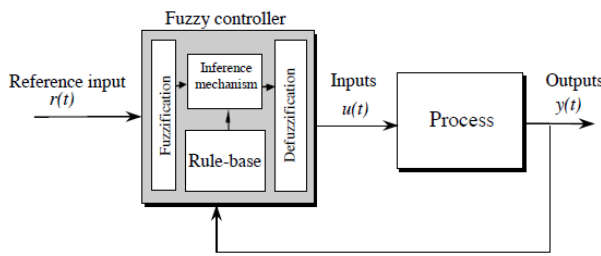 Fuzzy controller
Reference input
r(t)
Fuzzification
Inference
mechanism
Rule-base
Defuzzification
Inputs
u(t)
Process
Outputs
y(t)